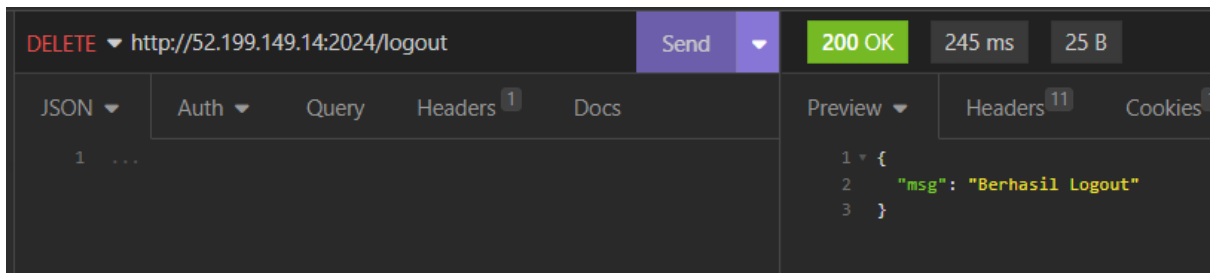 DELETE http://52.199.149.14:2024/logout Send 200 OK 245 ms 25 B
JSON Auth Query Headers 1 Docs Preview Headers 11 Cookies
1 ... 1 {
2 "msg": "Berhasil Logout"
3 }